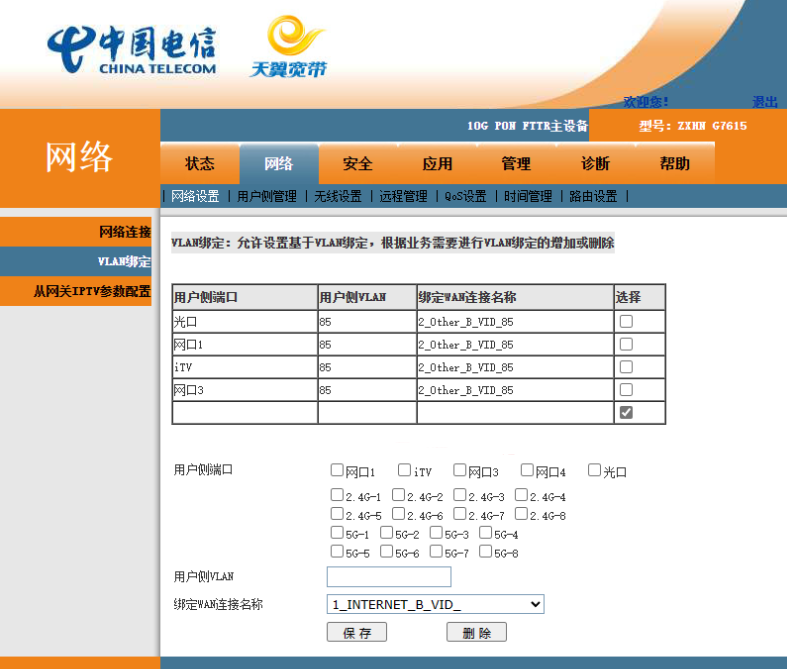 中国电信
CHINA TELECOM
天翼宽带
欢迎您! 退出
10G PON FTTR主设备 型号: ZXHN G7615
网络
状态 网络 安全 应用 管理 诊断 帮助
| 网络设置 | 用户侧管理 | 无线设置 | 远程管理 | QoS设置 | 时间管理 | 路由设置 |
网络连接
VLAN绑定
从网关IPTV参数配置
VLAN绑定: 允许设置基于VLAN绑定，根据业务需要进行VLAN绑定的增加或删除
用户侧端口 用户侧VLAN 绑定WAN连接名称 选择
光口 85 2_Other_B_VID_85
网口1 85 2_Other_B_VID_85
iTV 85 2_Other_B_VID_85
网口3 85 2_Other_B_VID_85
用户侧端口 网口1 iTV 网口3 网口4 光口
2.4G-1 2.4G-2 2.4G-3 2.4G-4
2.4G-5 2.4G-6 2.4G-7 2.4G-8
5G-1 5G-2 5G-3 5G-4
5G-5 5G-6 5G-7 5G-8
用户侧VLAN
绑定WAN连接名称 1_INTERNET_B_VID_
保存 删除